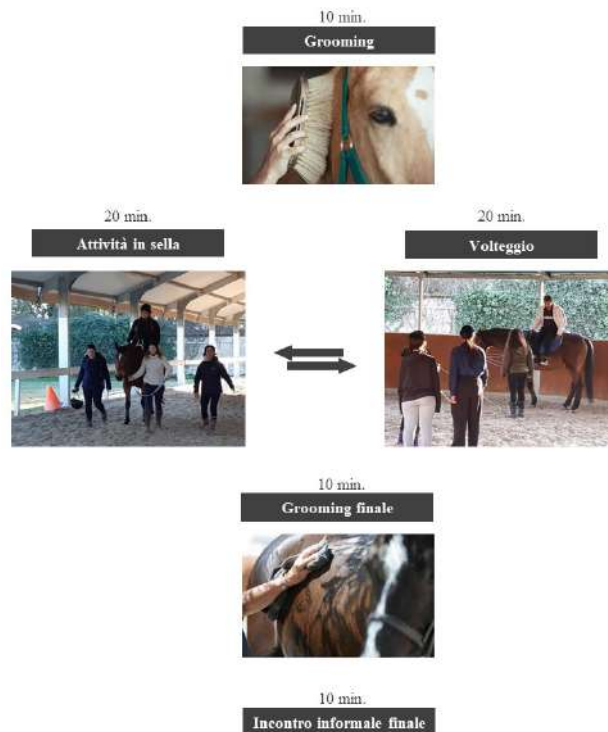 10 min.
Grooming
20 min.
Attività in sella
20 min.
Volteggio
10 min.
Grooming finale
10 min.
Incontro informale finale